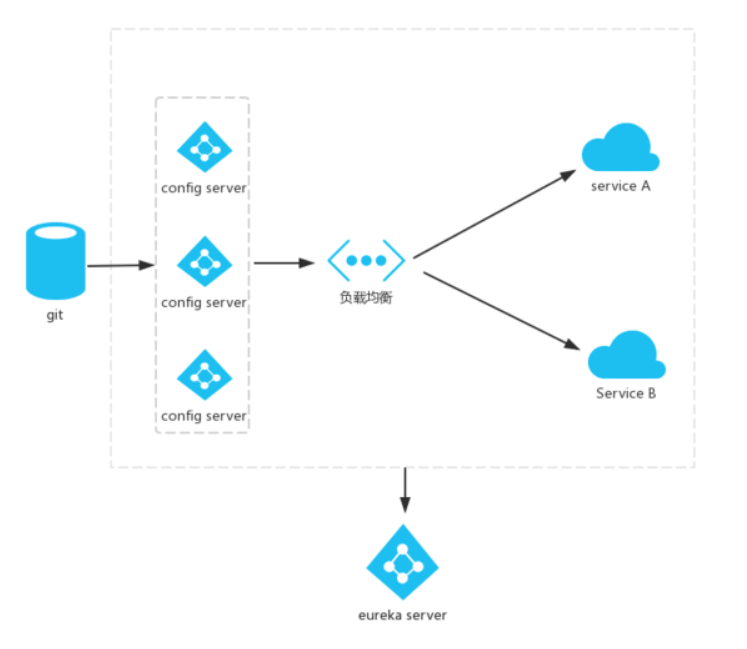 config server
service A
config server
负载均衡
git
Service B
config server
eureka server